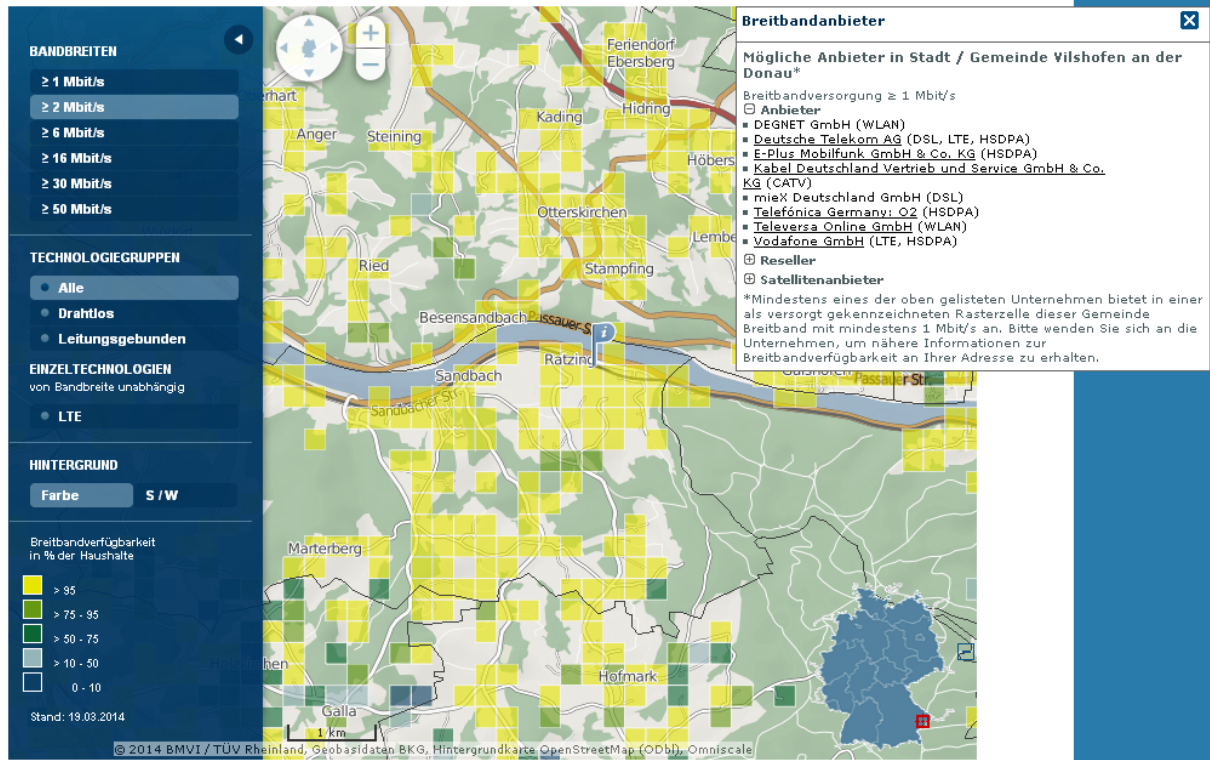 BANDBREITEN
≥ 1 Mbit/s
≥ 2 Mbit/s
≥ 6 Mbit/s
≥ 16 Mbit/s
≥ 30 Mbit/s
≥ 50 Mbit/s
TECHNOLOGIEGRUPPEN
Alle
Drahtlos
Leitungsgebunden
EINZELTECHNOLOGIEN
von Bandbreite unabhängig
LTE
HINTERGRUND
Farbe
S / W
Breitbandverfügbarkeit
in % der Haushalte
> 95
> 75 - 95
> 50 - 75
> 10 - 50
0 - 10
Stand: 19.03.2014
Feriendorf
Ebersberg
Hidring
Kading
Anger
Steining
Otterskirchen
Ried
Stampfing
Besensandbach
Passauer S
Ratzing
Sandbach
Sandbacher Str.
Passauer Str.
Marterberg
Hofmark
Galla
1 km
© 2014 BMVI / TÜV Rheinland, Geobasidaten BKG, Hintergrundkarte OpenStreetMap (ODbl), Omniscale
Breitbandanbieter
Mögliche Anbieter in Stadt / Gemeinde Vilshofen an der
Donau*
Breitbandversorgung ≥ 1 Mbit/s
Anbieter
DEGNET GmbH (WLAN)
Deutsche Telekom AG (DSL, LTE, HSDPA)
E-Plus Mobilfunk GmbH & Co. KG (HSDPA)
Kabel Deutschland Vertrieb und Service GmbH & Co.
KG (CATV)
mieX Deutschland GmbH (DSL)
Telefónica Germany: O2 (HSDPA)
Televersa Online GmbH (WLAN)
Vodafone GmbH (LTE, HSDPA)
Reseller
Satellitenanbieter
*Mindestens eines der oben gelisteten Unternehmen bietet in einer
als versorgt gekennzeichneten Rasterzelle dieser Gemeinde
Breitband mit mindestens 1 Mbit/s an. Bitte wenden Sie sich an die
Unternehmen, um nähere Informationen zur
Breitbandverfügbarkeit an Ihrer Adresse zu erhalten.